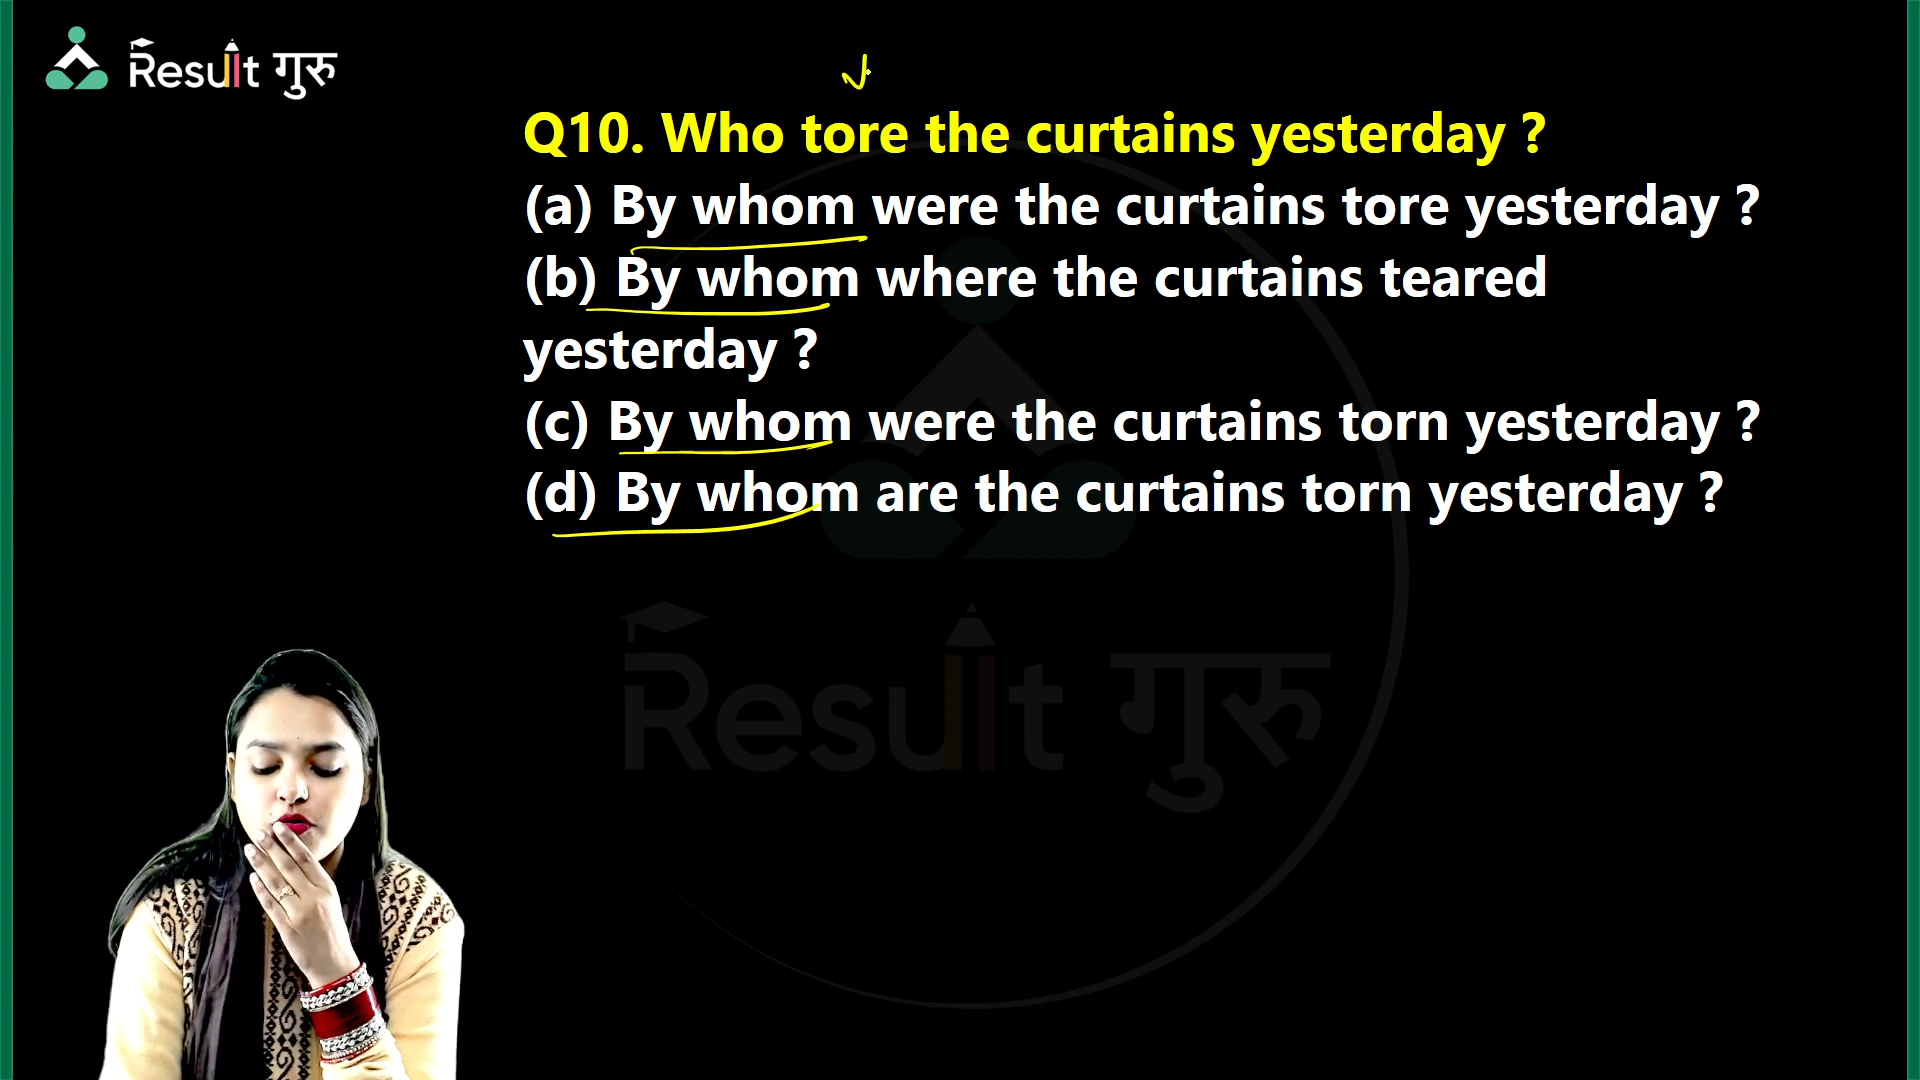 Result गुरु
Q10. Who tore the curtains yesterday ?
(a) By whom were the curtains tore yesterday ?
(b) By whom where the curtains teared
yesterday ?
(c) By whom were the curtains torn yesterday ?
(d) By whom are the curtains torn yesterday ?
Result गुरु